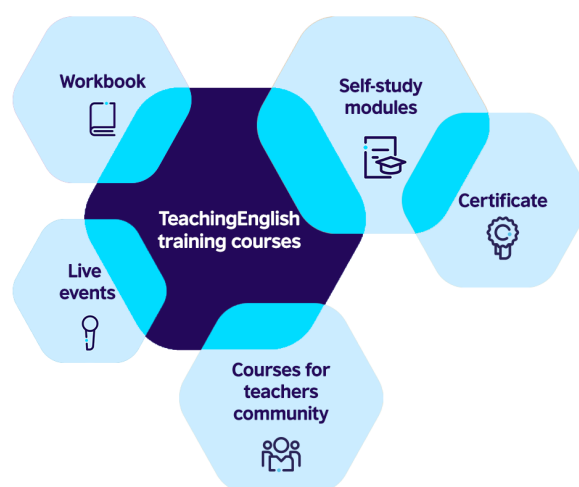 Workbook
Self-study
modules
Certificate
TeachingEnglish
training courses
Live
events
Courses for
teachers
community